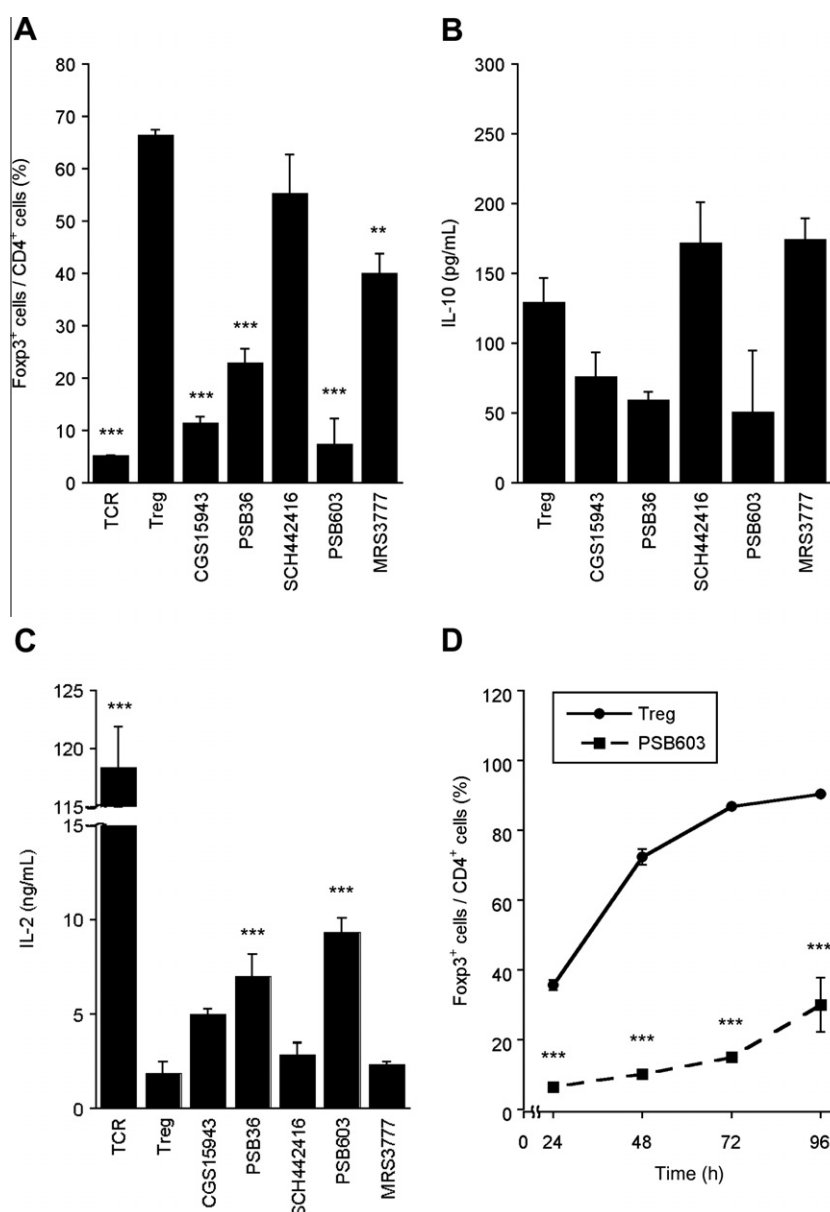 A
Foxp3⁺ cells / CD4⁺ cells (%)
80
70
60
50
40
30
20
10
0
***
***
***
***
**
TCR
Treg
CGS15943
PSB36
SCH442416
PSB603
MRS3777
B
IL-10 (pg/mL)
300
250
200
150
100
50
0
Treg
CGS15943
PSB36
SCH442416
PSB603
MRS3777
C
IL-2 (ng/mL)
125
120
115
15
10
5
0
***
***
***
TCR
Treg
CGS15943
PSB36
SCH442416
PSB603
MRS3777
D
Foxp3⁺ cells / CD4⁺ cells (%)
120
100
80
60
40
20
0
Treg
PSB603
***
***
***
***
0 24 48 72 96
Time (h)